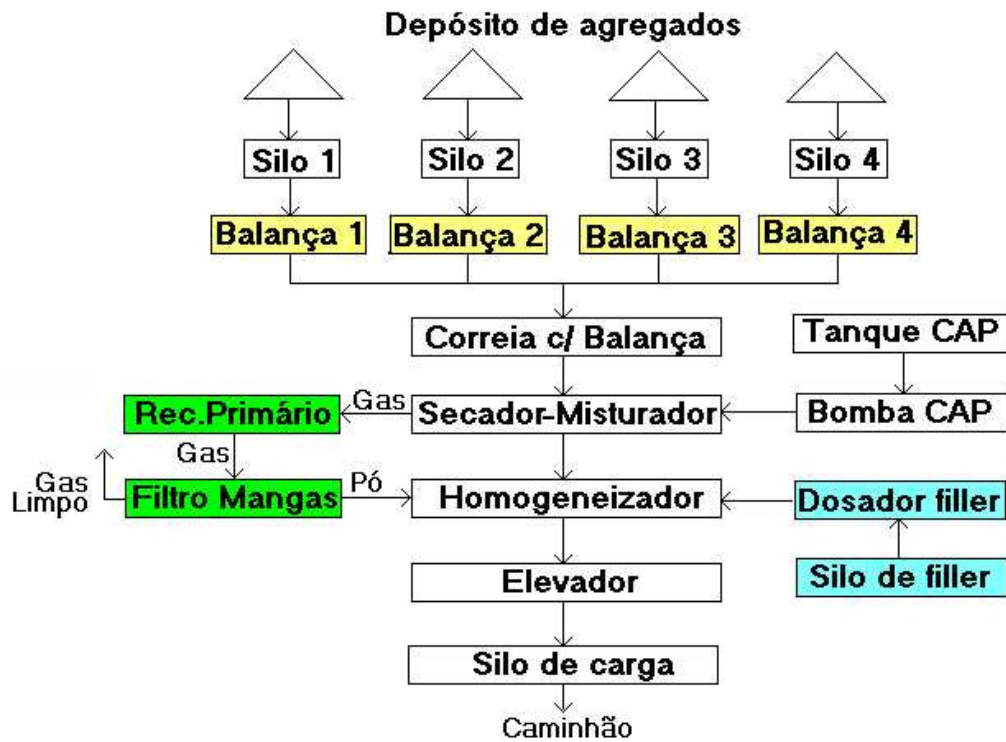 Depósito de agregados
Silo 1
Silo 2
Silo 3
Silo 4
Balança 1
Balança 2
Balança 3
Balança 4
Correia c/ Balança
Tanque CAP
Rec.Primário
Gas
Secador-Misturador
Bomba CAP
Gas
Gas
Limpo
Filtro Mangas
Pó
Homogeneizador
Dosador filler
Elevador
Silo de filler
Silo de carga
Caminhão